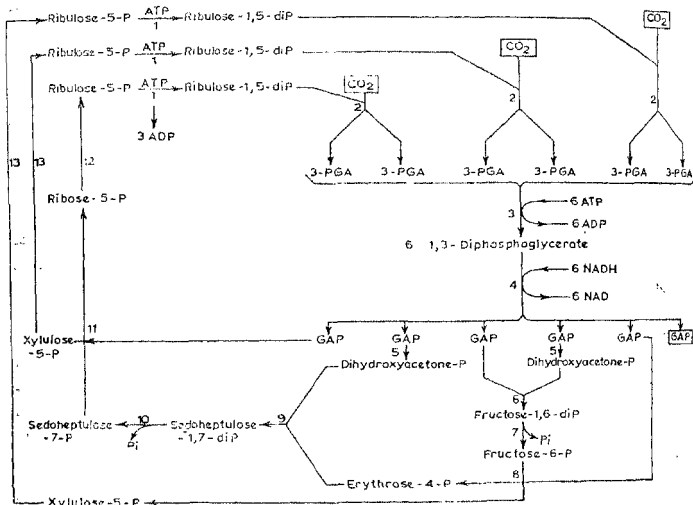 Ribulose-5-P ATP 1 Ribulose-1,5-diP CO2
Ribulose-5-P ATP 1 Ribulose-1,5-diP CO2
Ribulose-5-P ATP 1 Ribulose-1,5-diP CO2
2 2 2
3 ADP
13 13 12
3-PGA 3-PGA 3-PGA 3-PGA 3-PGA 3-PGA
Ribose-5-P
3 6 ATP
6 ADP
6 1,3-Diphosphoglycerate
4 6 NADH
6 NAD
Xylulose
-5-P
11 GAP GAP GAP GAP GAP GAP
5 5
Dihydroxyacetone-P Dihydroxyacetone-P
6
Fructose-1,6-diP
Sedoheptulose
-7-P
10 Pi
Sedoheptulose
-1,7-diP
9
7 Pi
Fructose-6-P
8
Erythrose-4-P
Xylulose-5-P